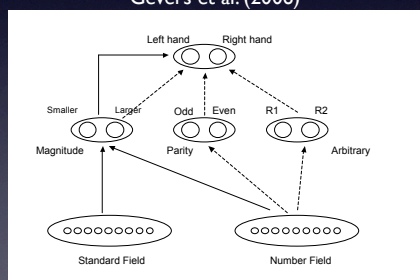 Gevers et al. (2006)
Left hand Right hand
Smaller Larger Odd Even R1 R2
Magnitude Parity Arbitrary
Standard Field Number Field